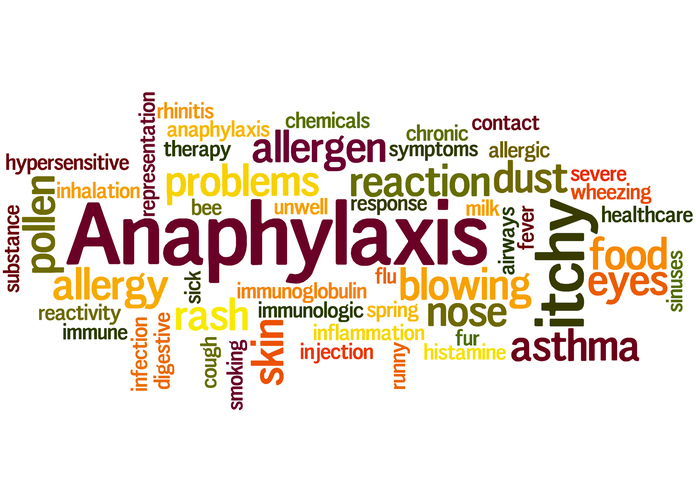 representation
rhinitis
chemicals
contact
anaphylaxis
chronic
therapy
allergen
symptoms
allergic
hypersensitive
inhalation
problems
reaction
dust
severe
wheezing
substance
pollen
bee
unwell
response
milk
airways
fever
itchy
healthcare
Anaphylaxis
food
allergy
sick
flu
blowing
eyes
sinuses
immunoglobulin
reactivity
rash
immunologic
spring
nose
immune
inflammation
fur
infection
digestive
cough
smoking
skin
injection
runny
histamine
asthma